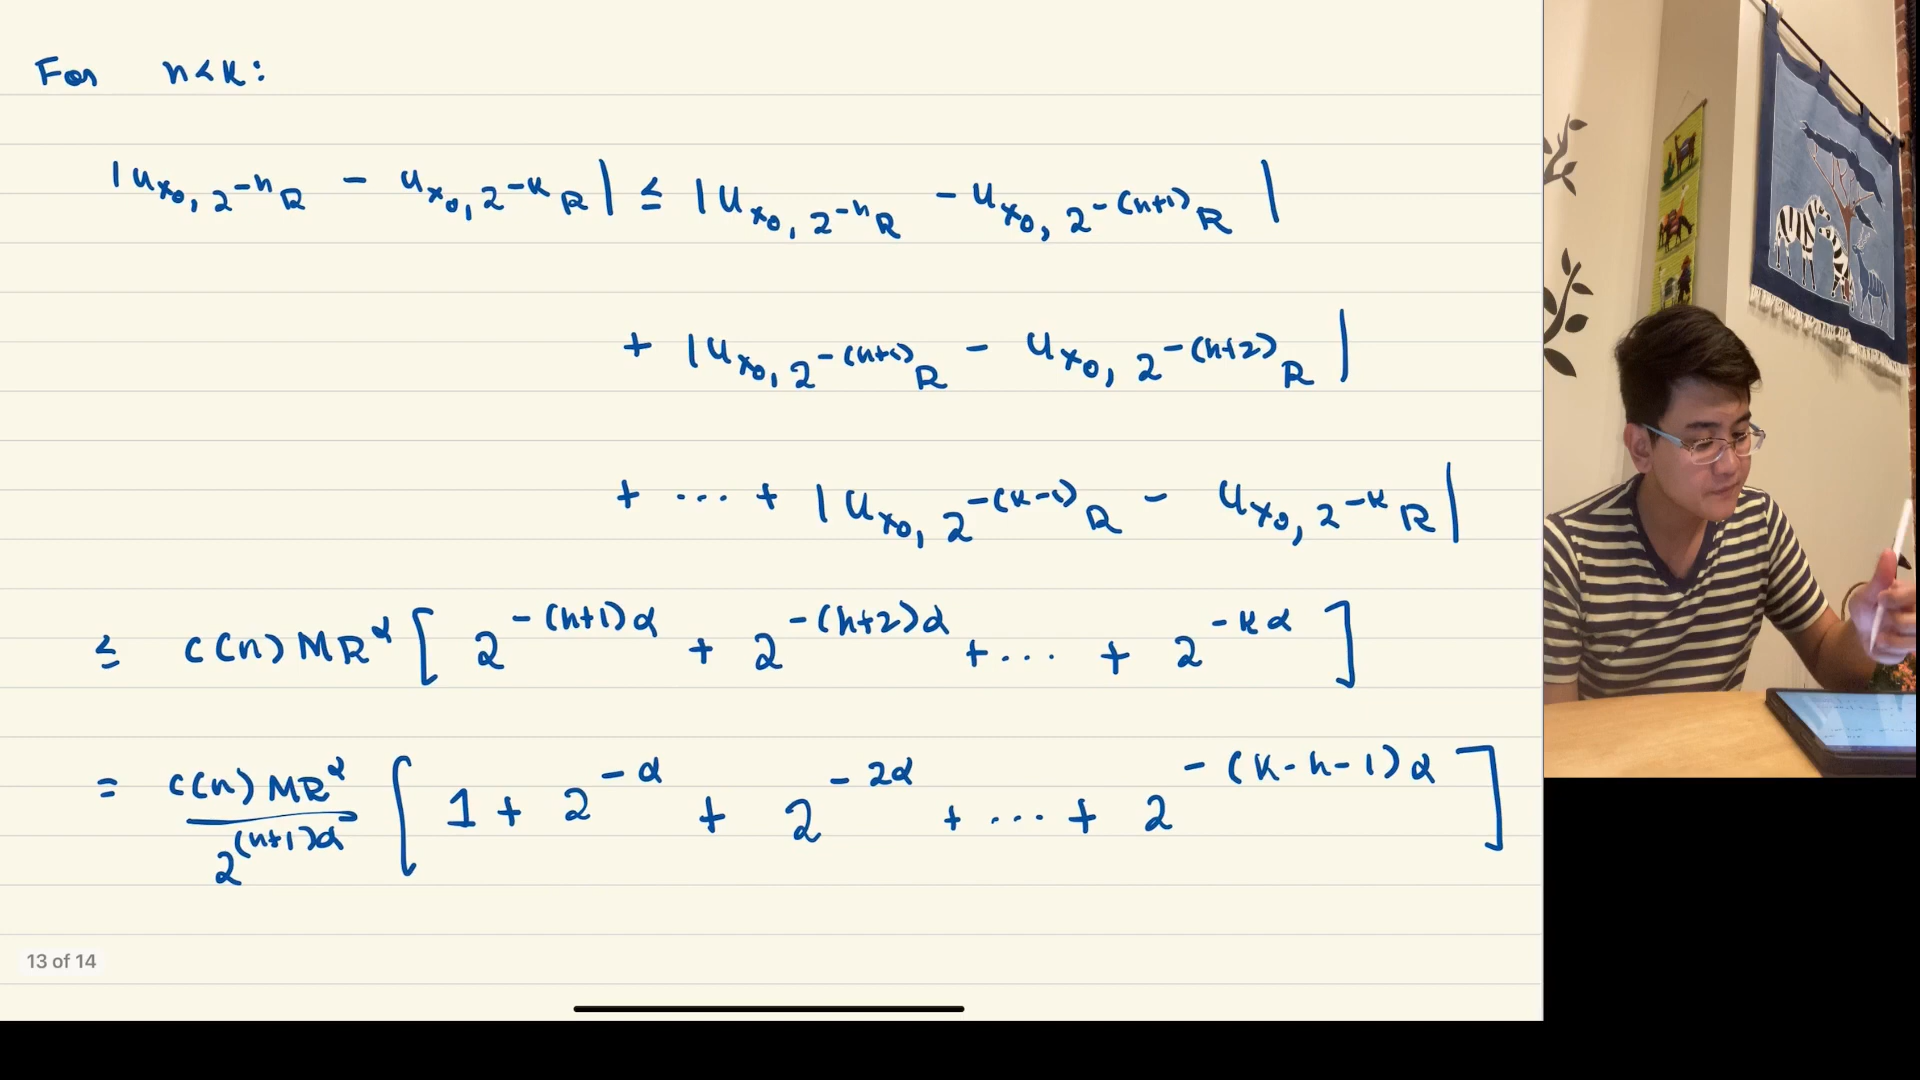 For n<k:
|u_{x_0, 2^{-n}R} - u_{x_0, 2^{-k}R}| ≤ |u_{x_0, 2^{-n}R} - u_{x_0, 2^{-(n+1)}R}|
+ |u_{x_0, 2^{-(n+1)}R} - u_{x_0, 2^{-(n+2)}R}|
+ ... + |u_{x_0, 2^{-(k-1)}R} - u_{x_0, 2^{-k}R}|
≤ c(n) M R^α [ 2^{-(n+1)α} + 2^{-(n+2)α} + ... + 2^{-kα} ]
= \frac{c(n) M R^α}{2^{(n+1)α}} [ 1 + 2^{-α} + 2^{-2α} + ... + 2^{-(k-n-1)α} ]
13 of 14